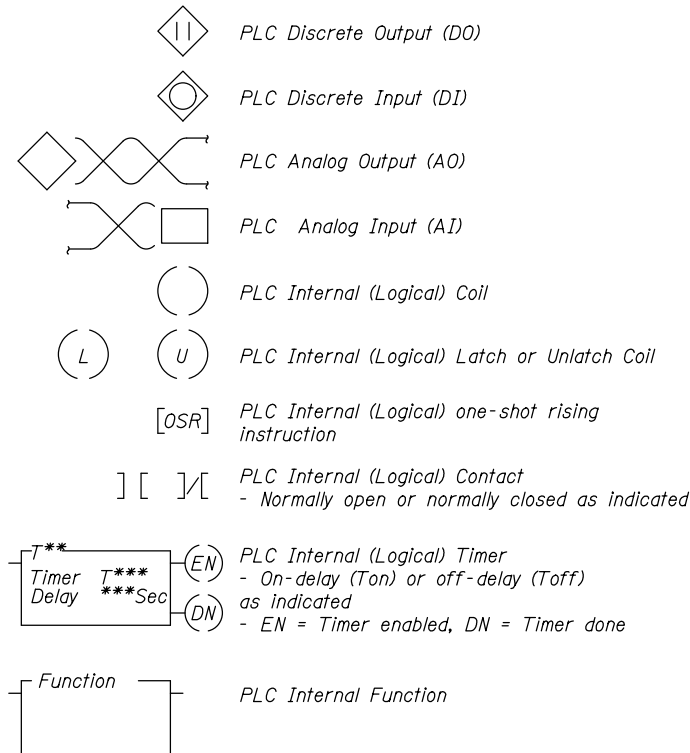 PLC Discrete Output (DO)
PLC Discrete Input (DI)
PLC Analog Output (AO)
PLC Analog Input (AI)
PLC Internal (Logical) Coil
L U PLC Internal (Logical) Latch or Unlatch Coil
[OSR] PLC Internal (Logical) one-shot rising
instruction
] [ ]/[ PLC Internal (Logical) Contact
- Normally open or normally closed as indicated
T**
Timer T***
Delay ***Sec
EN
DN
PLC Internal (Logical) Timer
- On-delay (Ton) or off-delay (Toff)
as indicated
- EN = Timer enabled, DN = Timer done
Function
PLC Internal Function